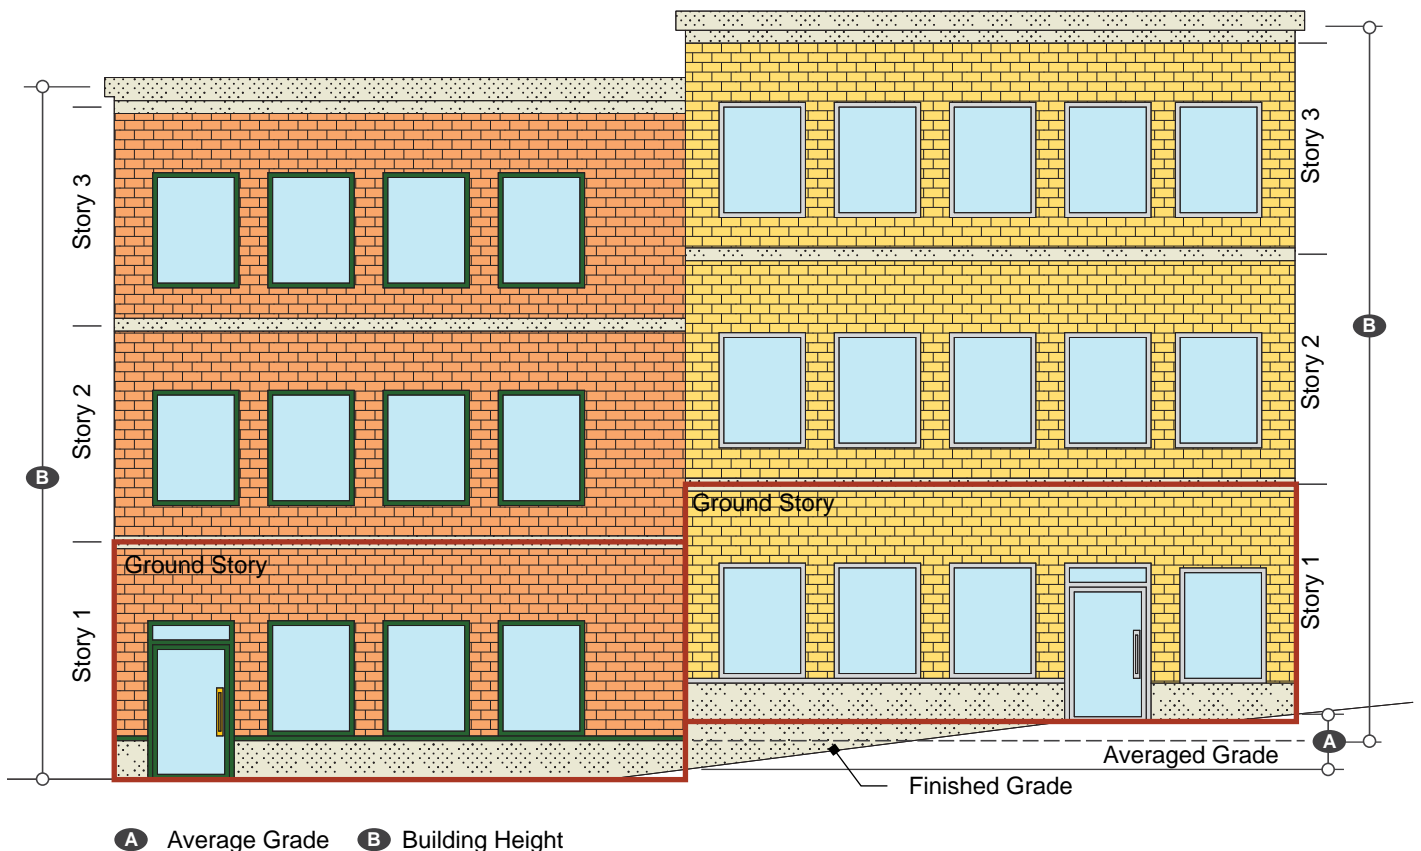 Story 3
Story 2
Story 1
B
Ground Story
Ground Story
Story 3
Story 2
Story 1
B
A
Averaged Grade
Finished Grade
A Average Grade B Building Height